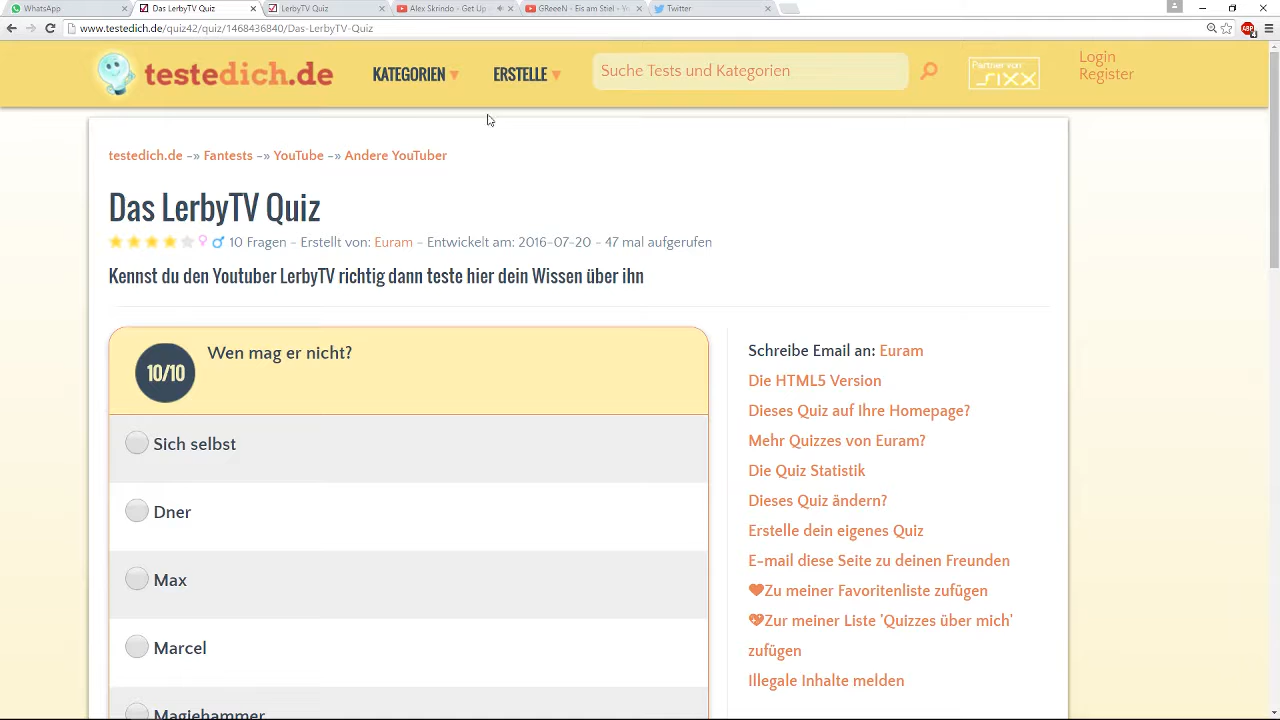 WhatsApp
Das LerbyTV Quiz
LerbyTV Quiz
Alex Skrindo - Get Up -
GReeeN - Eis am Stiel - Yo
Twitter
www.testedich.de/quiz42/quiz/1468436840/Das-LerbyTV-Quiz
testedich.de
KATEGORIEN
ERSTELLE
Suche Tests und Kategorien
Partner von
sixx
Login
Register
testedich.de -» Fantests -» YouTube -» Andere YouTuber
Das LerbyTV Quiz
10 Fragen - Erstellt von: Euram - Entwickelt am: 2016-07-20 - 47 mal aufgerufen
Kennst du den Youtuber LerbyTV richtig dann teste hier dein Wissen über ihn
10/10
Wen mag er nicht?
Sich selbst
Dner
Max
Marcel
Magiehammer
Schreibe Email an: Euram
Die HTML5 Version
Dieses Quiz auf Ihre Homepage?
Mehr Quizzes von Euram?
Die Quiz Statistik
Dieses Quiz ändern?
Erstelle dein eigenes Quiz
E-mail diese Seite zu deinen Freunden
Zu meiner Favoritenliste zufügen
Zur meiner Liste 'Quizzes über mich'
zufügen
Illegale Inhalte melden